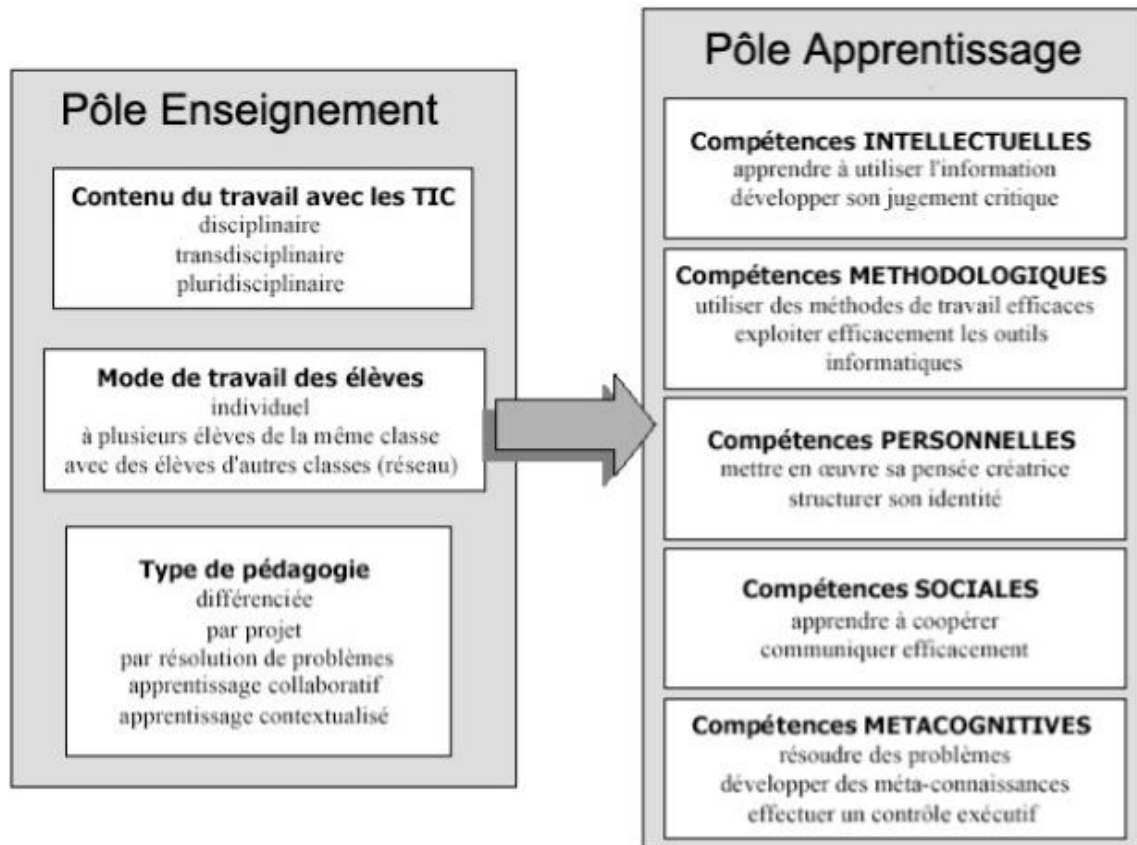 Pôle Enseignement
Contenu du travail avec les TIC
disciplinaire
transdisciplinaire
pluridisciplinaire
Mode de travail des élèves
individuel
à plusieurs élèves de la même classe
avec des élèves d'autres classes (réseau)
Type de pédagogie
différenciée
par projet
par résolution de problèmes
apprentissage collaboratif
apprentissage contextualisé
Pôle Apprentissage
Compétences INTELLECTUELLES
apprendre à utiliser l'information
développer son jugement critique
Compétences METHODOLOGIQUES
utiliser des méthodes de travail efficaces
exploiter efficacement les outils
informatiques
Compétences PERSONNELLES
mettre en œuvre sa pensée créatrice
structurer son identité
Compétences SOCIALES
apprendre à coopérer
communiquer efficacement
Compétences METACOGNITIVES
résoudre des problèmes
développer des méta-connaissances
effectuer un contrôle exécutif